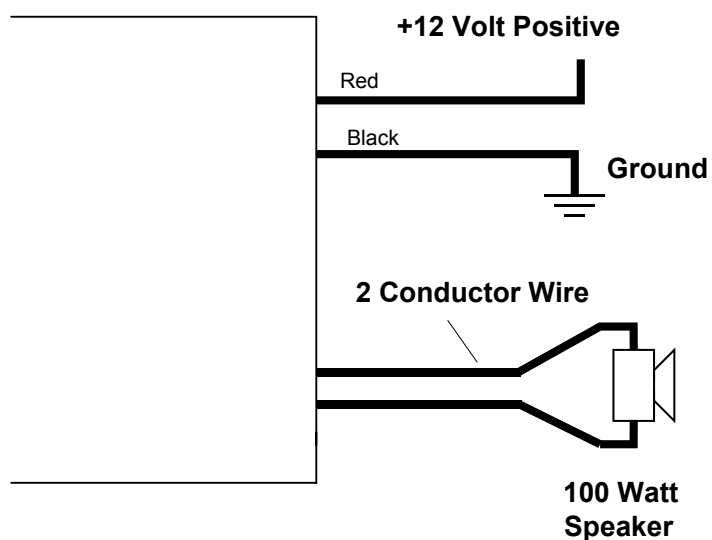 +12 Volt Positive
Red
Black
Ground
2 Conductor Wire
100 Watt
Speaker